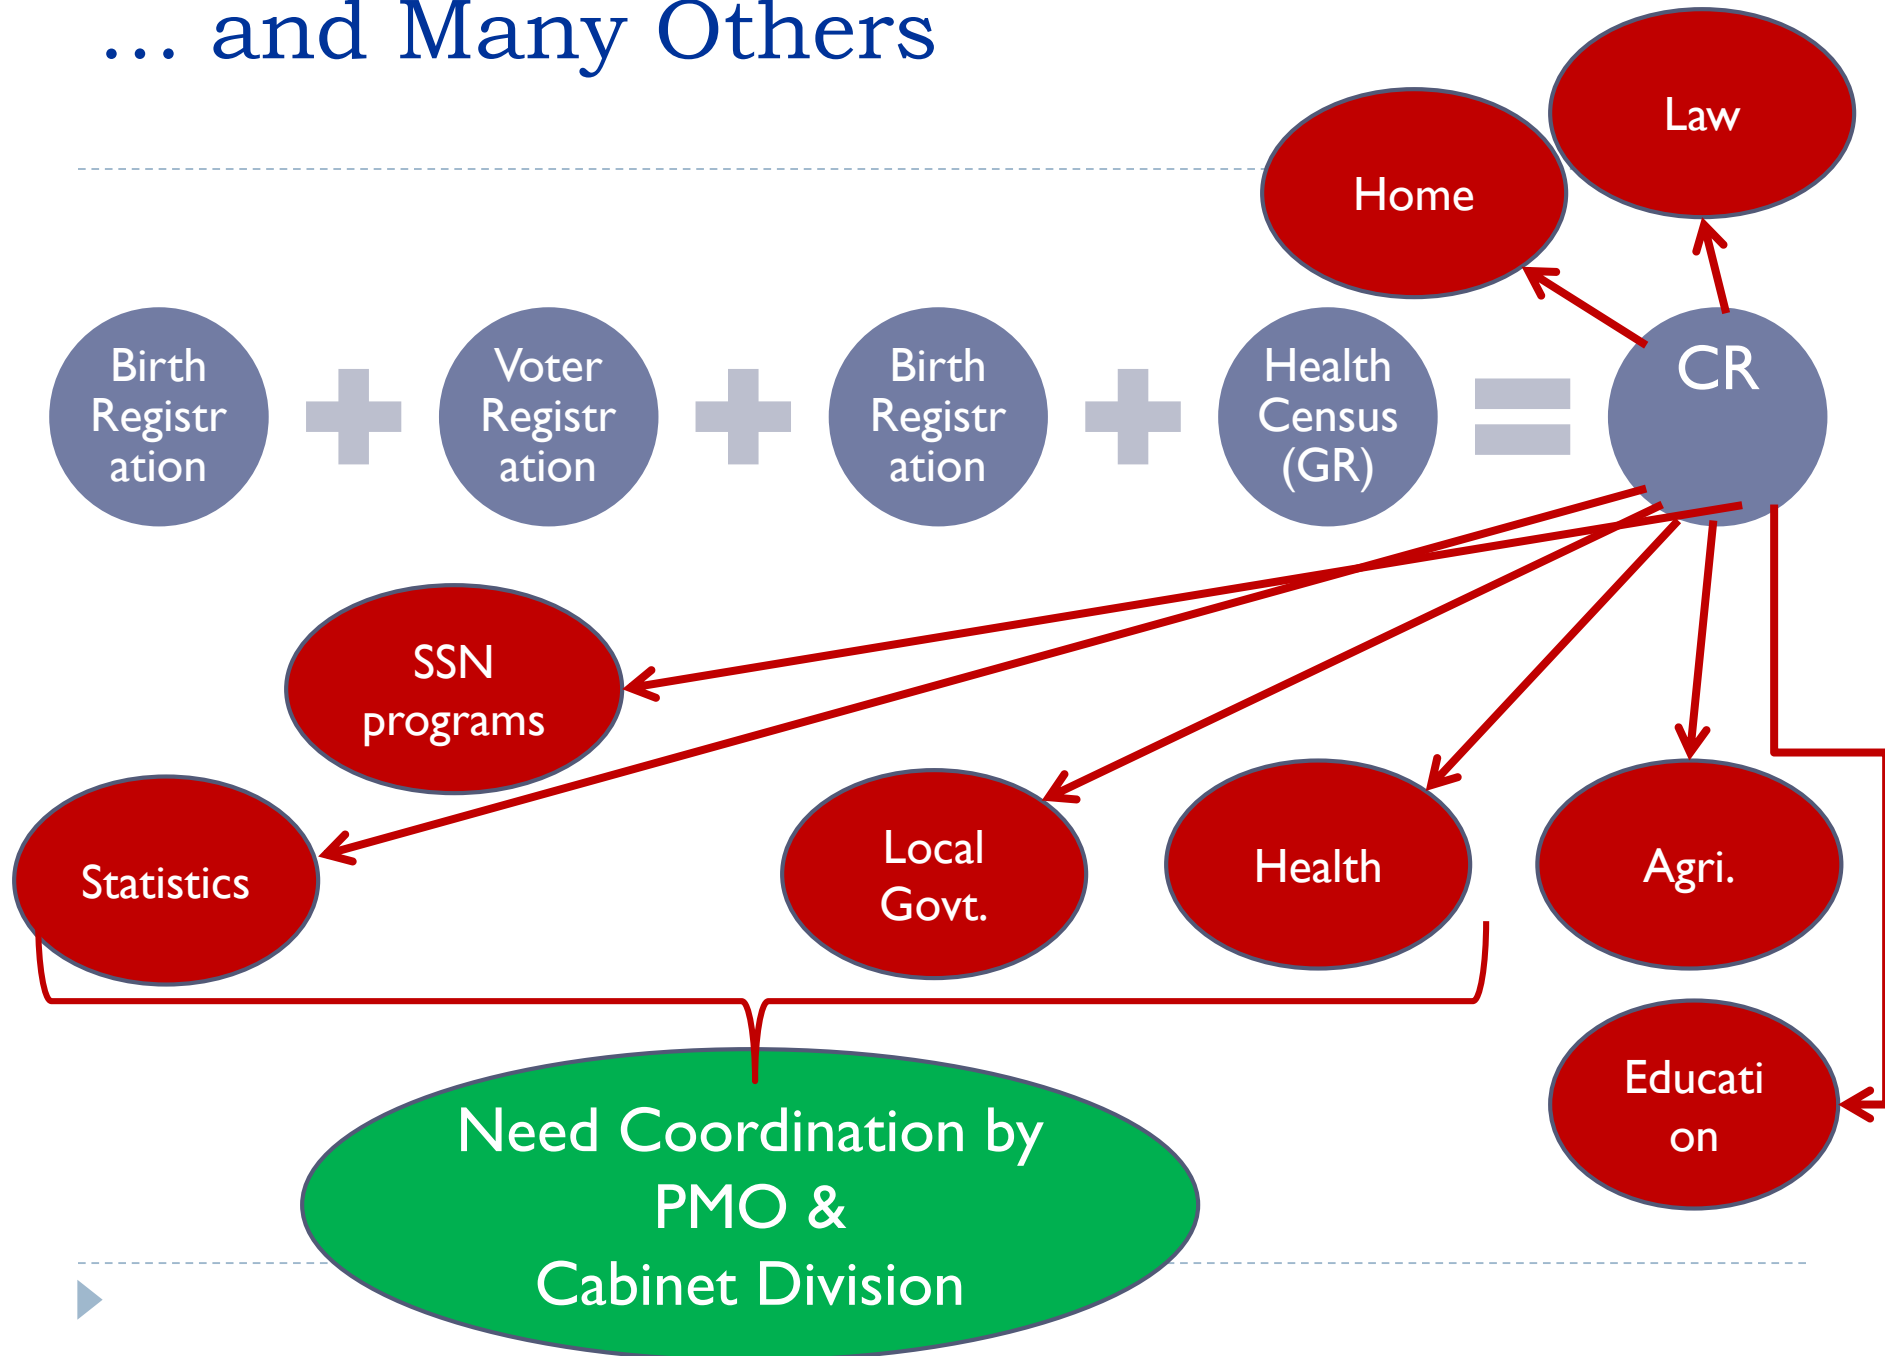 ... and Many Others
Law
Home
Birth
Registr
ation
Voter
Registr
ation
Birth
Registr
ation
Health
Census
(GR)
CR
SSN
programs
Statistics
Local
Govt.
Health
Agri.
Educati
on
Need Coordination by
PMO &
Cabinet Division